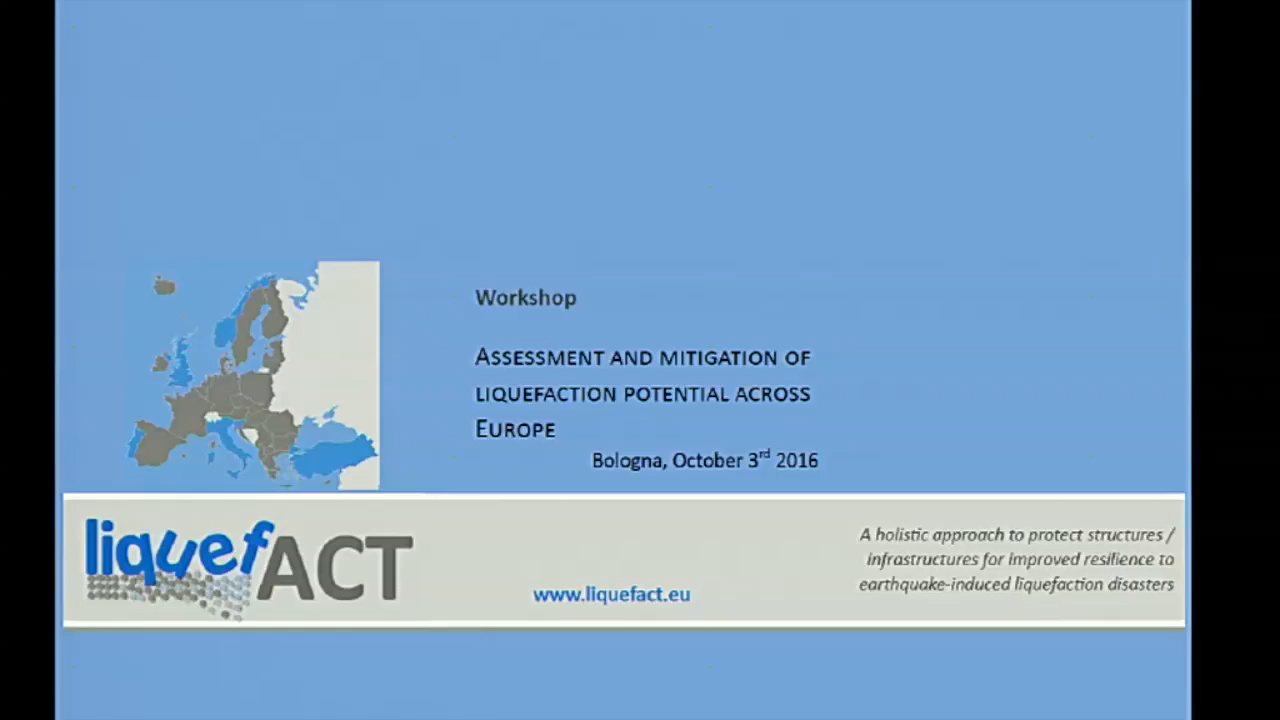 Workshop
ASSESSMENT AND MITIGATION OF
LIQUEFACTION POTENTIAL ACROSS
EUROPE
Bologna, October 3rd 2016
liquefACT
www.liquefact.eu
A holistic approach to protect structures /
infrastructures for improved resilience to
earthquake-induced liquefaction disasters